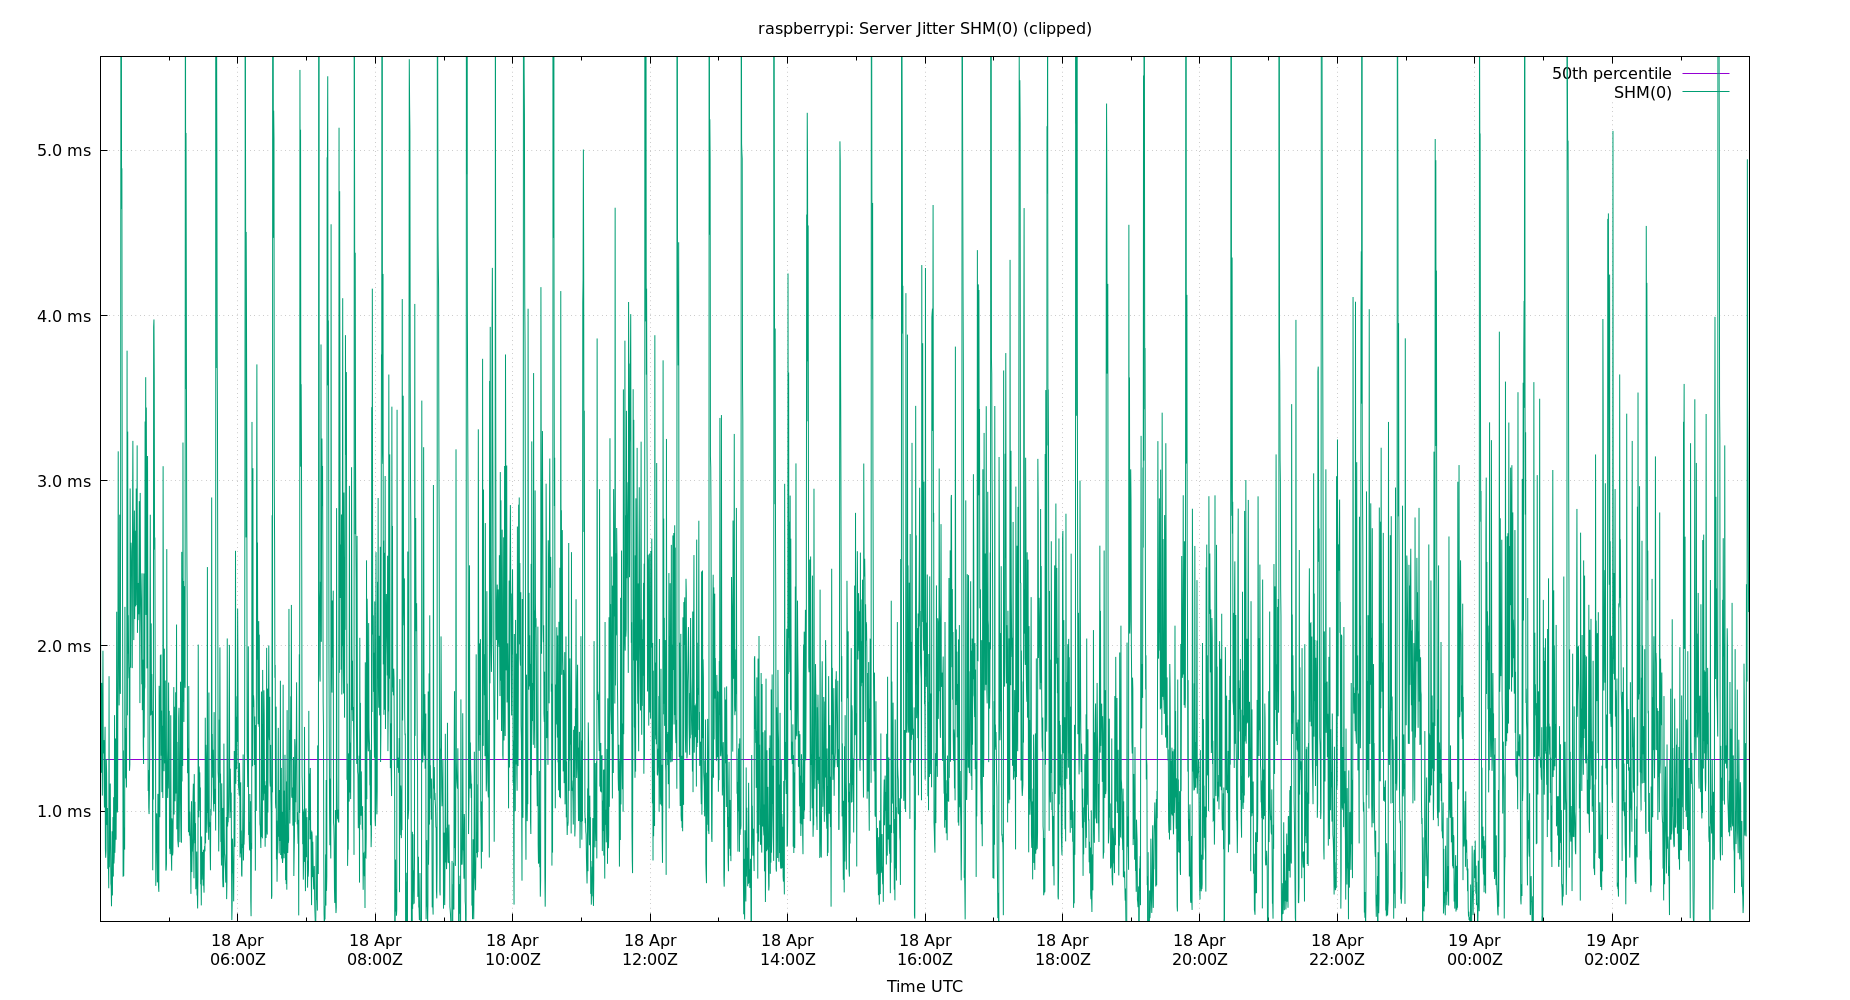 raspberrypi: Server Jitter SHM(0) (clipped)
50th percentile
SHM(0)
5.0 ms
4.0 ms
3.0 ms
2.0 ms
1.0 ms
18 Apr 18 Apr 18 Apr 18 Apr 18 Apr 18 Apr 18 Apr 18 Apr 18 Apr 19 Apr 19 Apr
06:00Z 08:00Z 10:00Z 12:00Z 14:00Z 16:00Z 18:00Z 20:00Z 22:00Z 00:00Z 02:00Z
Time UTC